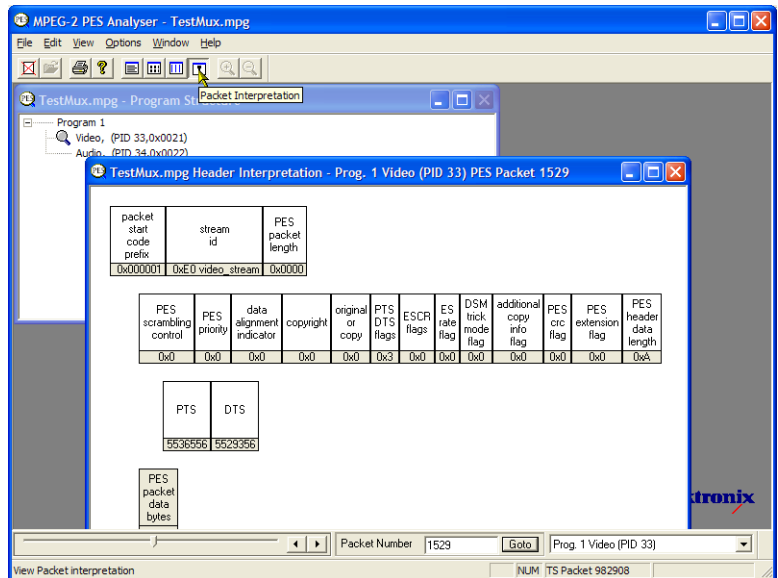 MPEG-2 PES Analyser - TestMux.mpg
File Edit View Options Window Help
Packet Interpretation
TestMux.mpg - Program
Program 1
Video, (PID 33,0x0021)
Audio, (PID 34,0x0022)
TestMux.mpg Header Interpretation - Prog. 1 Video (PID 33) PES Packet 1529
packet start code prefix
stream id
PES packet length
0x000001 0xE0 video_stream 0x0000
PES scrambling control
PES priority
data alignment indicator
copyright
original or copy
PTS DTS flags
ESCR flags
ES rate flag
DSM trick mode flag
additional copy info flag
PES crc flag
PES extension flag
PES header data length
0x0 0x0 0x0 0x0 0x0 0x3 0x0 0x0 0x0 0x0 0x0 0x0 0xA
PTS DTS
5536556 5529356
PES packet data bytes
ktronix
Packet Number 1529 Goto Prog. 1 Video (PID 33)
View Packet interpretation NUM TS Packet 982908